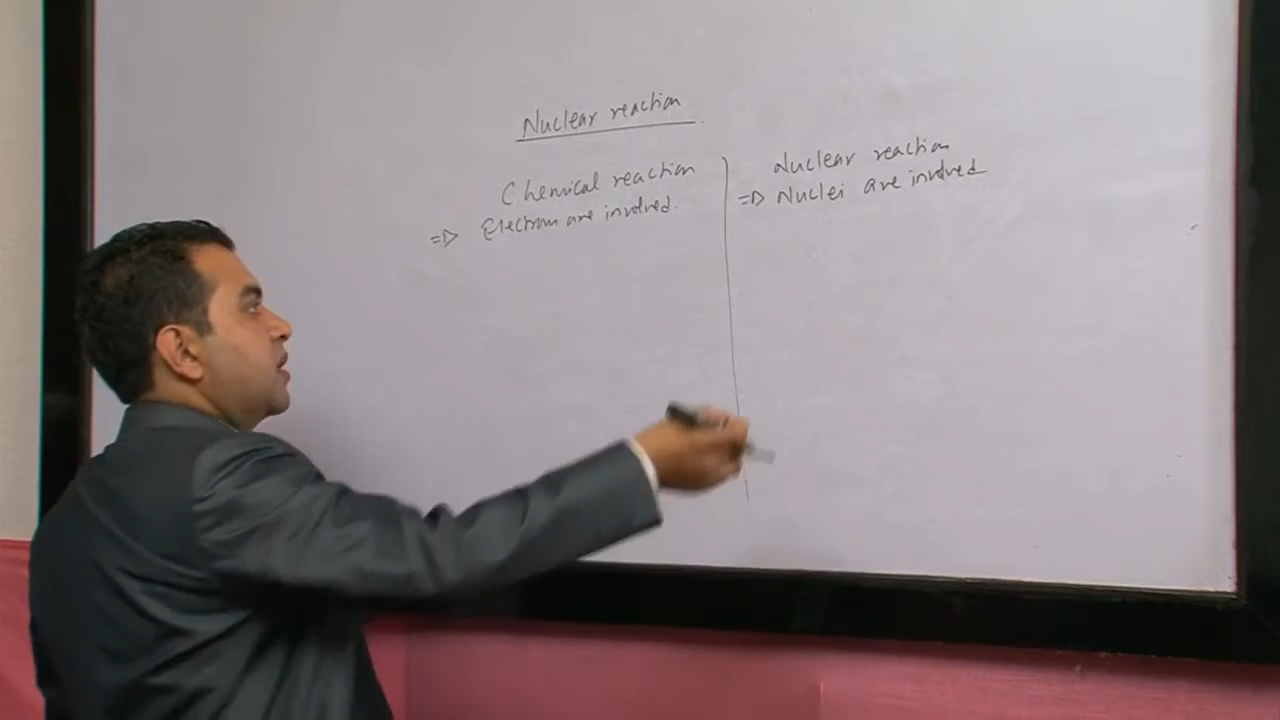 Nuclear reaction
Chemical reaction
=> Electrons are involved.
Nuclear reaction
=> Nuclei are involved